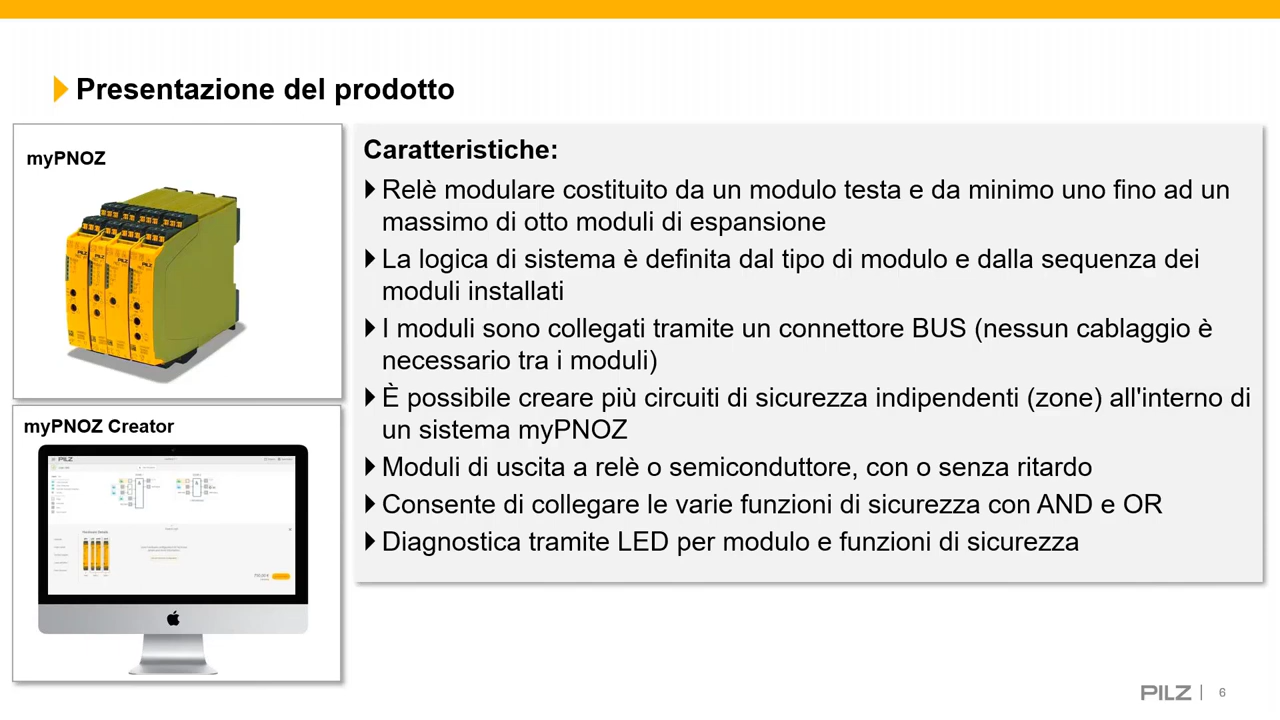 Presentazione del prodotto
myPNOZ
Caratteristiche:
Relè modulare costituito da un modulo testa e da minimo uno fino ad un
massimo di otto moduli di espansione
La logica di sistema è definita dal tipo di modulo e dalla sequenza dei
moduli installati
I moduli sono collegati tramite un connettore BUS (nessun cablaggio è
necessario tra i moduli)
È possibile creare più circuiti di sicurezza indipendenti (zone) all'interno di
un sistema myPNOZ
Moduli di uscita a relè o semiconduttore, con o senza ritardo
Consente di collegare le varie funzioni di sicurezza con AND e OR
Diagnostica tramite LED per modulo e funzioni di sicurezza
myPNOZ Creator
PILZ
PILZ | 6